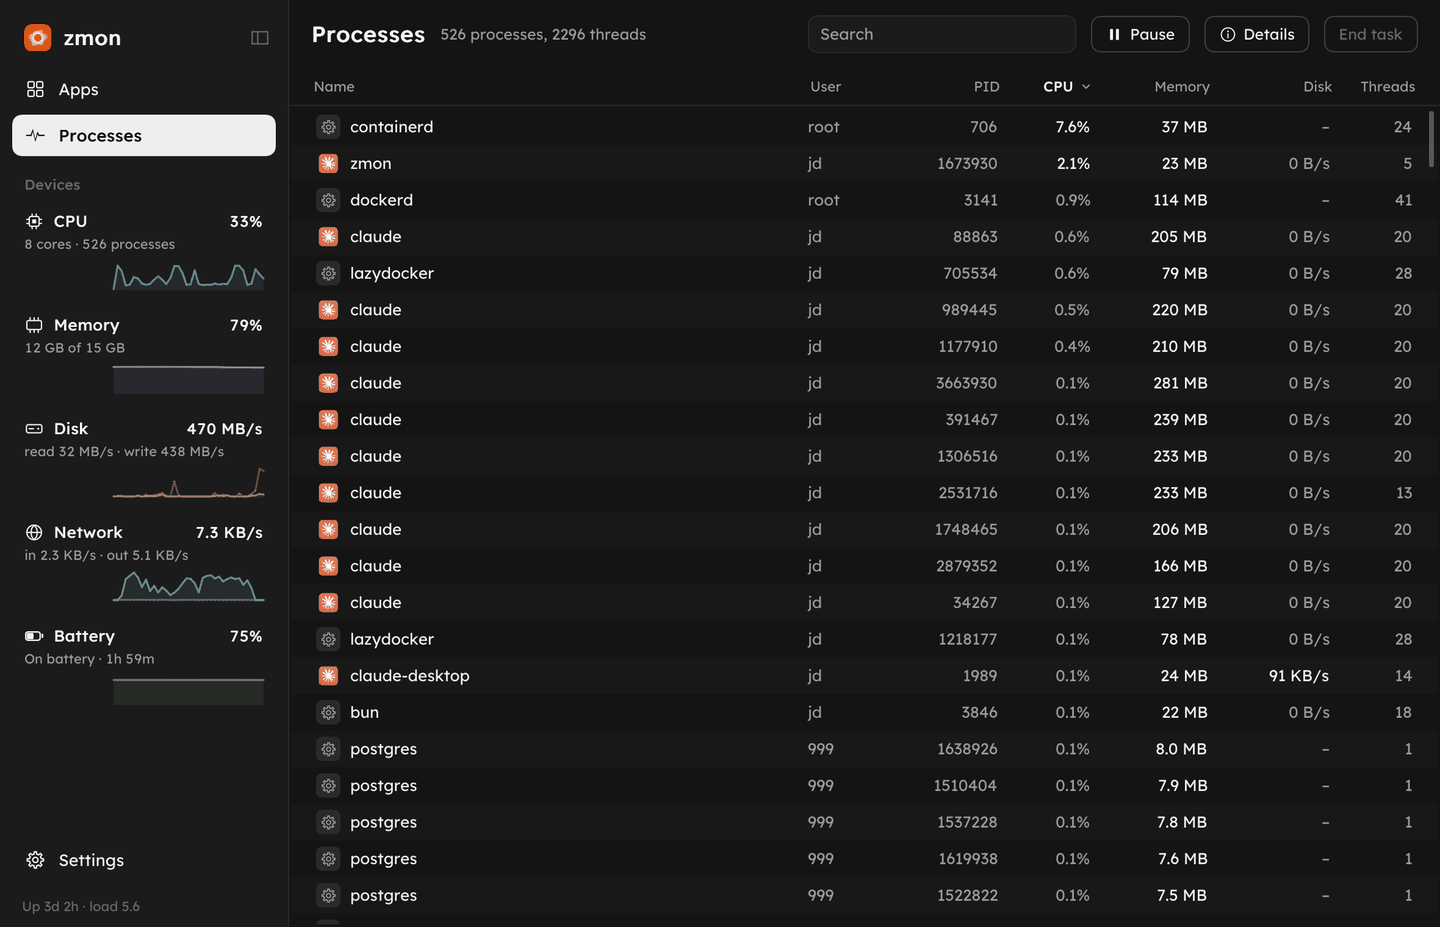 zmon
Apps
Processes
Devices
CPU 33%
8 cores · 526 processes
Memory 79%
12 GB of 15 GB
Disk 470 MB/s
read 32 MB/s · write 438 MB/s
Network 7.3 KB/s
in 2.3 KB/s · out 5.1 KB/s
Battery 75%
On battery · 1h 59m
Settings
Up 3d 2h · load 5.6
Processes 526 processes, 2296 threads Search Pause Details End task
Name User PID CPU Memory Disk Threads
containerd root 706 7.6% 37 MB – 24
zmon jd 1673930 2.1% 23 MB 0 B/s 5
dockerd root 3141 0.9% 114 MB – 41
claude jd 88863 0.6% 205 MB 0 B/s 20
lazydocker jd 705534 0.6% 79 MB 0 B/s 28
claude jd 989445 0.5% 220 MB 0 B/s 20
claude jd 1177910 0.4% 210 MB 0 B/s 20
claude jd 3663930 0.1% 281 MB 0 B/s 20
claude jd 391467 0.1% 239 MB 0 B/s 20
claude jd 1306516 0.1% 233 MB 0 B/s 20
claude jd 2531716 0.1% 233 MB 0 B/s 13
claude jd 1748465 0.1% 206 MB 0 B/s 20
claude jd 2879352 0.1% 166 MB 0 B/s 20
claude jd 34267 0.1% 127 MB 0 B/s 20
lazydocker jd 1218177 0.1% 78 MB 0 B/s 28
claude-desktop jd 1989 0.1% 24 MB 91 KB/s 14
bun jd 3846 0.1% 22 MB 0 B/s 18
postgres 999 1638926 0.1% 8.0 MB – 1
postgres 999 1510404 0.1% 7.9 MB – 1
postgres 999 1537228 0.1% 7.8 MB – 1
postgres 999 1619938 0.1% 7.6 MB – 1
postgres 999 1522822 0.1% 7.5 MB – 1